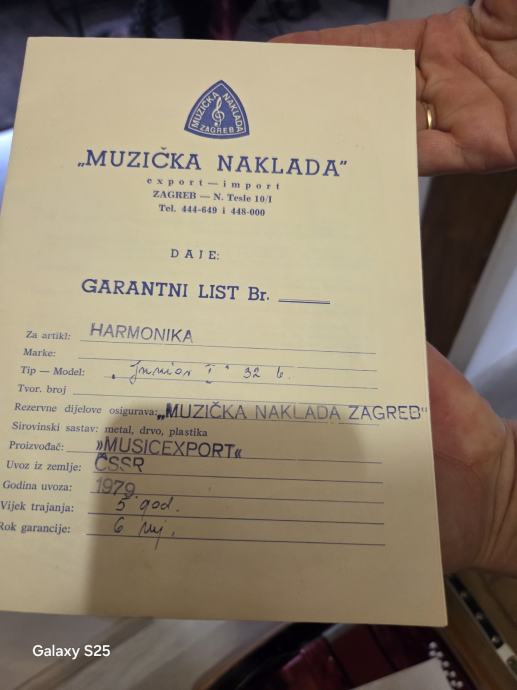 MUZIČKA NAKLADA
ZAGREB
„MUZIČKA NAKLADA”
export — import
ZAGREB — N. Tesle 10/I
Tel. 444-649 i 448-000
DAJE:
GARANTNI LIST Br.
Za artikl: HARMONIKA
Marke:
Tip — Model: „Junior I" 32 b.
Tvor. broj
Rezervne dijelove osigurava: „MUZIČKA NAKLADA ZAGREB"
Sirovinski sastav: metal, drvo, plastika
Proizvođač: »MUSICEXPORT«
Uvoz iz zemlje: ČSSR
Godina uvoza: 1979.
Vijek trajanja: 5 god.
Rok garancije: 6 mj.
Galaxy S25